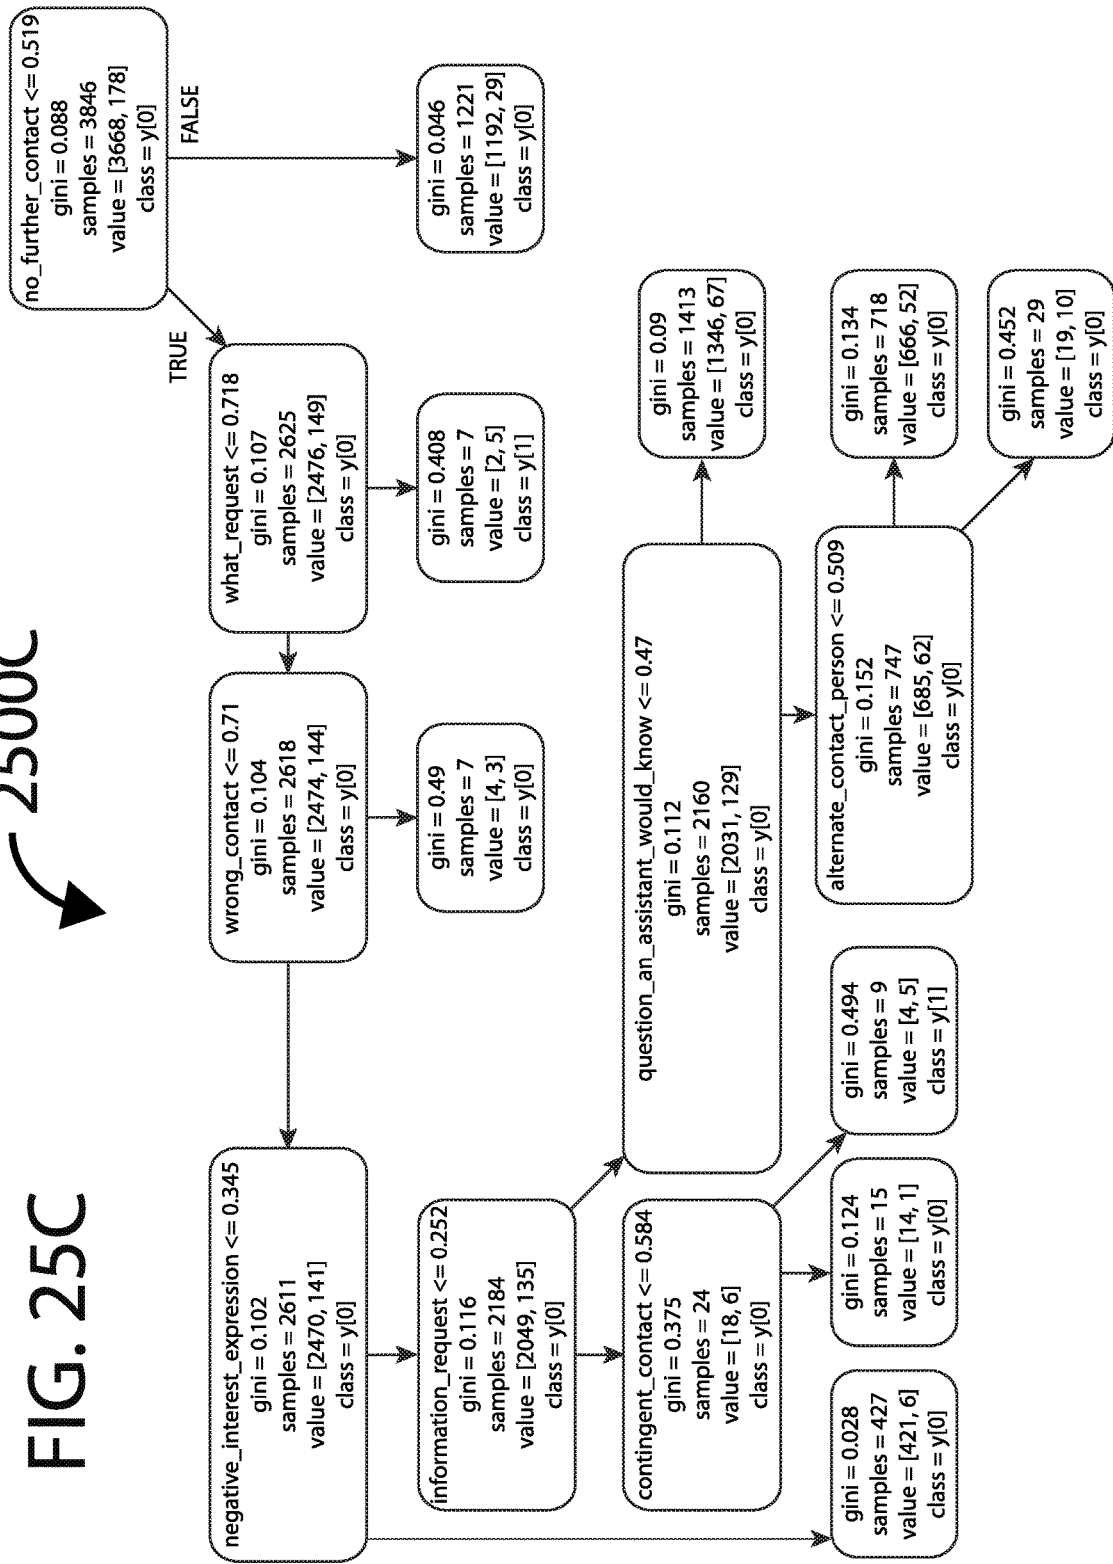 FIG. 25C
2500C
no_further_contact <= 0.519
gini = 0.088
samples = 3846
value = [3668, 178]
class = y[0]
TRUE
FALSE
what_request <= 0.718
gini = 0.107
samples = 2625
value = [2476, 149]
class = y[0]
gini = 0.046
samples = 1221
value = [1192, 29]
class = y[0]
wrong_contact <= 0.71
gini = 0.104
samples = 2618
value = [2474, 144]
class = y[0]
gini = 0.408
samples = 7
value = [2, 5]
class = y[1]
negative_interest_expression <= 0.345
gini = 0.102
samples = 2611
value = [2470, 141]
class = y[0]
gini = 0.49
samples = 7
value = [4, 3]
class = y[0]
information_request <= 0.252
gini = 0.116
samples = 2184
value = [2049, 135]
class = y[0]
contingent_contact <= 0.584
gini = 0.375
samples = 24
value = [18, 6]
class = y[0]
question_an_assistant_would_know <= 0.47
gini = 0.112
samples = 2160
value = [2031, 129]
class = y[0]
gini = 0.09
samples = 1413
value = [1346, 67]
class = y[0]
gini = 0.028
samples = 427
value = [421, 6]
class = y[0]
gini = 0.124
samples = 15
value = [14, 1]
class = y[0]
gini = 0.494
samples = 9
value = [4, 5]
class = y[1]
alternate_contact_person <= 0.509
gini = 0.152
samples = 747
value = [685, 62]
class = y[0]
gini = 0.134
samples = 718
value = [666, 52]
class = y[0]
gini = 0.452
samples = 29
value = [19, 10]
class = y[0]